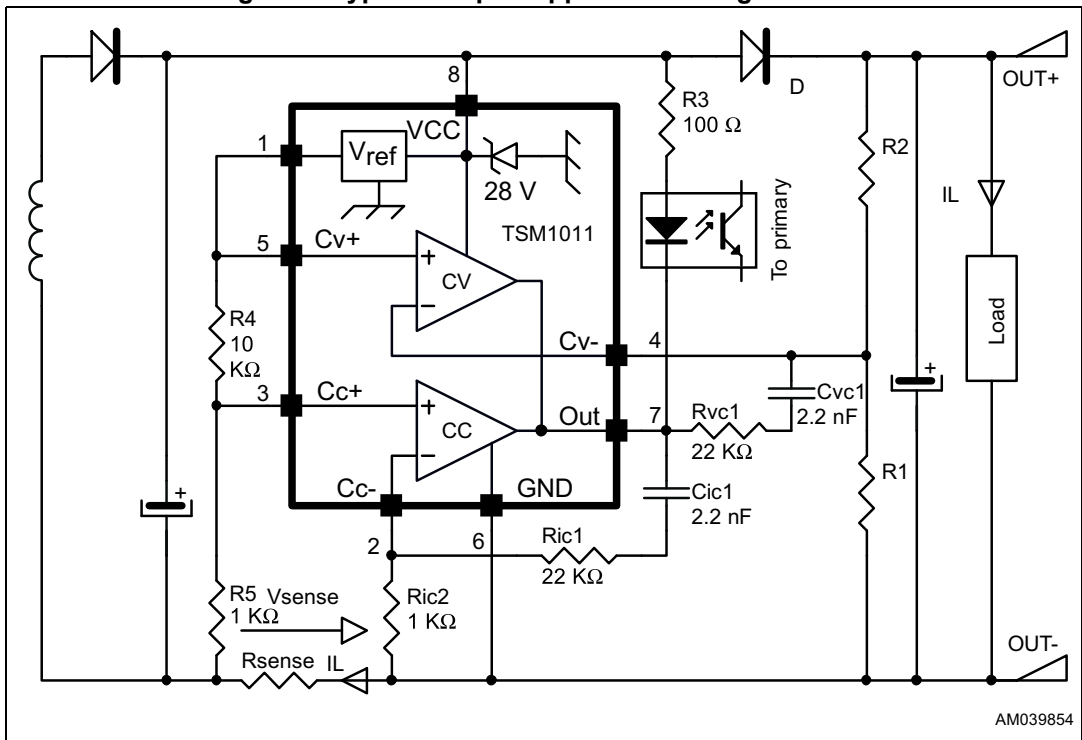 D
OUT+
8
R3
100 Ω
VCC
1
Vref
R2
28 V
IL
TSM1011
To primary
5
Cv+
+
CV
−
R4
10
KΩ
Load
Cv-
4
+
Cvc1
2.2 nF
3
Cc+
+
CC
−
Out
7
Rvc1
22 KΩ
R1
Cc-
GND
Cic1
2.2 nF
+
2
6
Ric1
22 KΩ
R5
1 KΩ
Vsense
Ric2
1 KΩ
Rsense
IL
OUT-
AM039854